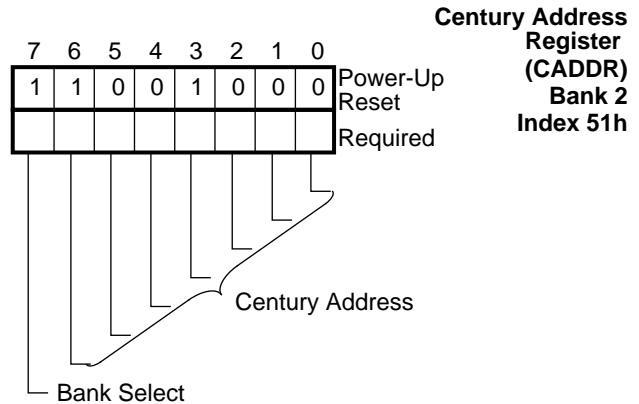 Century Address
Register
(CADDR)
Bank 2
Index 51h
7 6 5 4 3 2 1 0
1 1 0 0 1 0 0 0
Power-Up
Reset
Required
Century Address
Bank Select